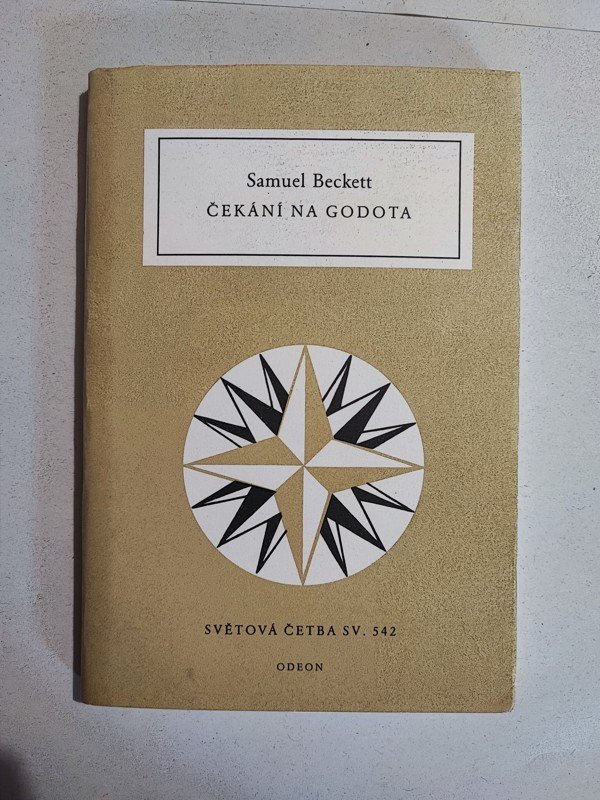 Samuel Beckett
ČEKÁNÍ NA GODOTA
SVĚTOVÁ ČETBA SV. 542
ODEON